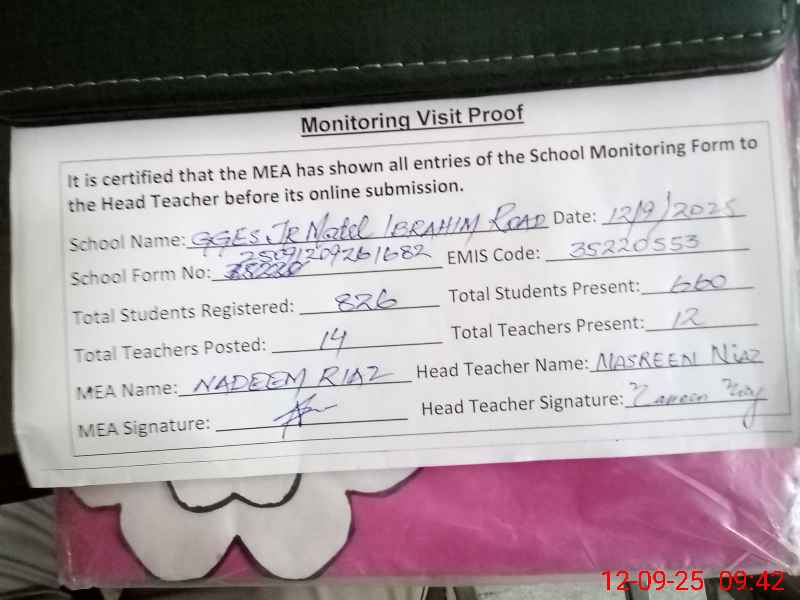 Monitoring Visit Proof
It is certified that the MEA has shown all entries of the School Monitoring Form to
the Head Teacher before its online submission.
School Name: GGES JR Matel IBRAHIM ROAD Date: 12/9/2025
School Form No: EMIS Code: 35220553
Total Students Registered: 826 Total Students Present: 660
Total Teachers Posted: 14 Total Teachers Present: 12
MEA Name: NADEEM RIAZ Head Teacher Name: NASREEN NiaZ
MEA Signature: Head Teacher Signature:
12-09-25 09:42